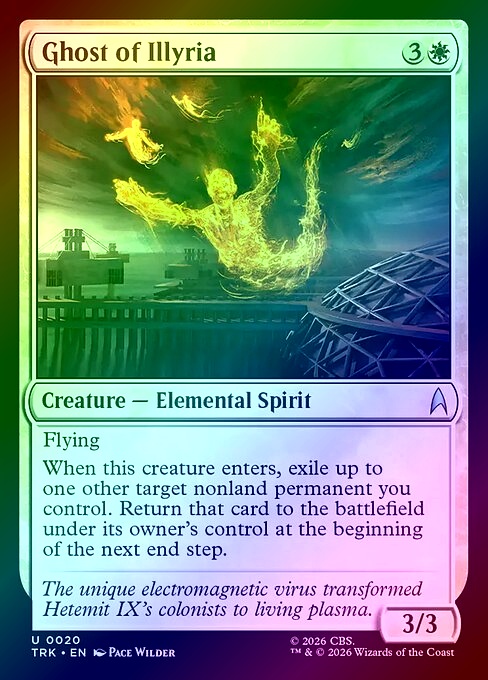 Ghost of Illyria 3
Creature — Elemental Spirit
Flying
When this creature enters, exile up to
one other target nonland permanent you
control. Return that card to the battlefield
under its owner's control at the beginning
of the next end step.
The unique electromagnetic virus transformed
Hetemit IX's colonists to living plasma.
3/3
U 0020
TRK • EN Pace Wilder
© 2026 CBS.
™ & © 2026 Wizards of the Coast